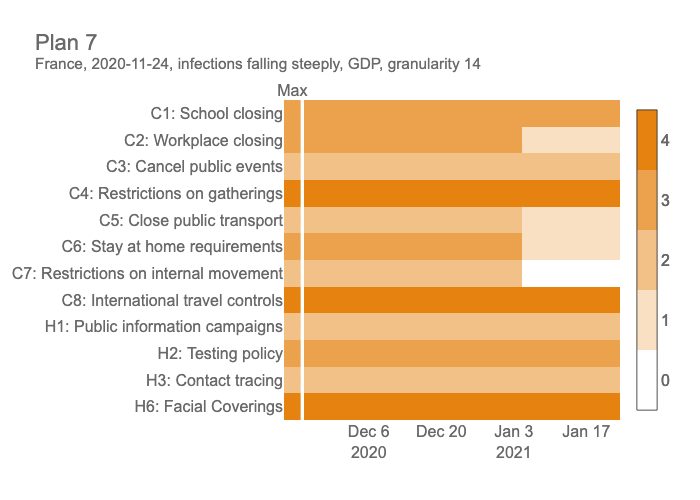 Plan 7
France, 2020-11-24, infections falling steeply, GDP, granularity 14
Max
C1: School closing
C2: Workplace closing
C3: Cancel public events
C4: Restrictions on gatherings
C5: Close public transport
C6: Stay at home requirements
C7: Restrictions on internal movement
C8: International travel controls
H1: Public information campaigns
H2: Testing policy
H3: Contact tracing
H6: Facial Coverings
Dec 6 Dec 20 Jan 3 Jan 17
2020 2021
4
3
2
1
0